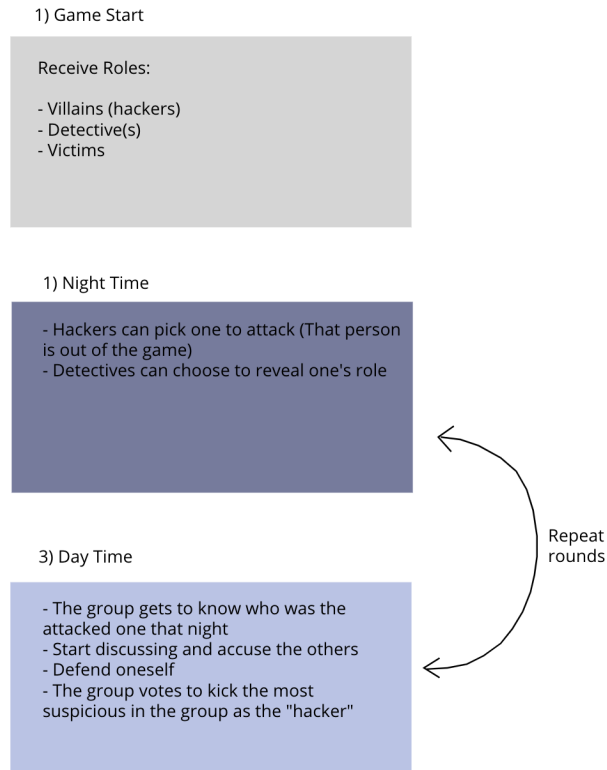 1) Game Start
Receive Roles:
- Villains (hackers)
- Detective(s)
- Victims
1) Night Time
- Hackers can pick one to attack (That person
is out of the game)
- Detectives can choose to reveal one's role
Repeat
rounds
3) Day Time
- The group gets to know who was the
attacked one that night
- Start discussing and accuse the others
- Defend oneself
- The group votes to kick the most
suspicious in the group as the "hacker"